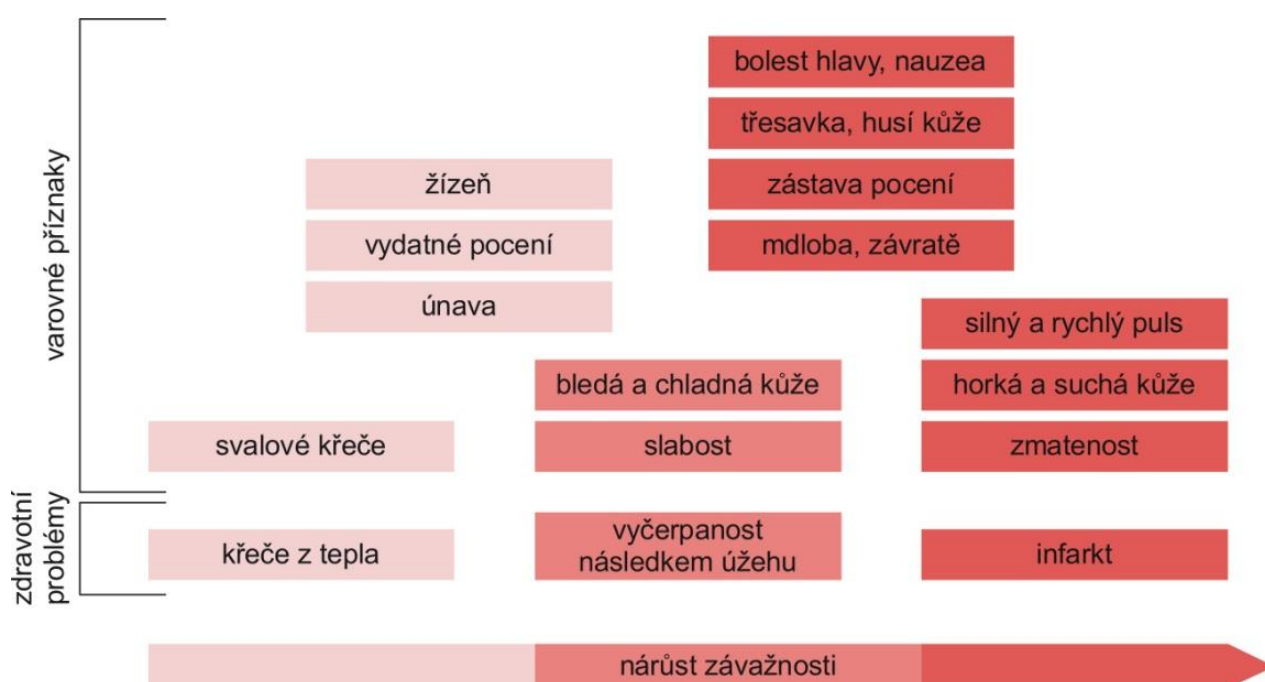 varovné příznaky
bolest hlavy, nauzea
třesavka, husí kůže
žízeň
zástava pocení
vydatné pocení
mdloba, závratě
únava
silný a rychlý puls
bledá a chladná kůže
horká a suchá kůže
svalové křeče
slabost
zmatenost
zdravotní
problémy
křeče z tepla
vyčerpanost
následkem úžehu
infarkt
nárůst závažnosti